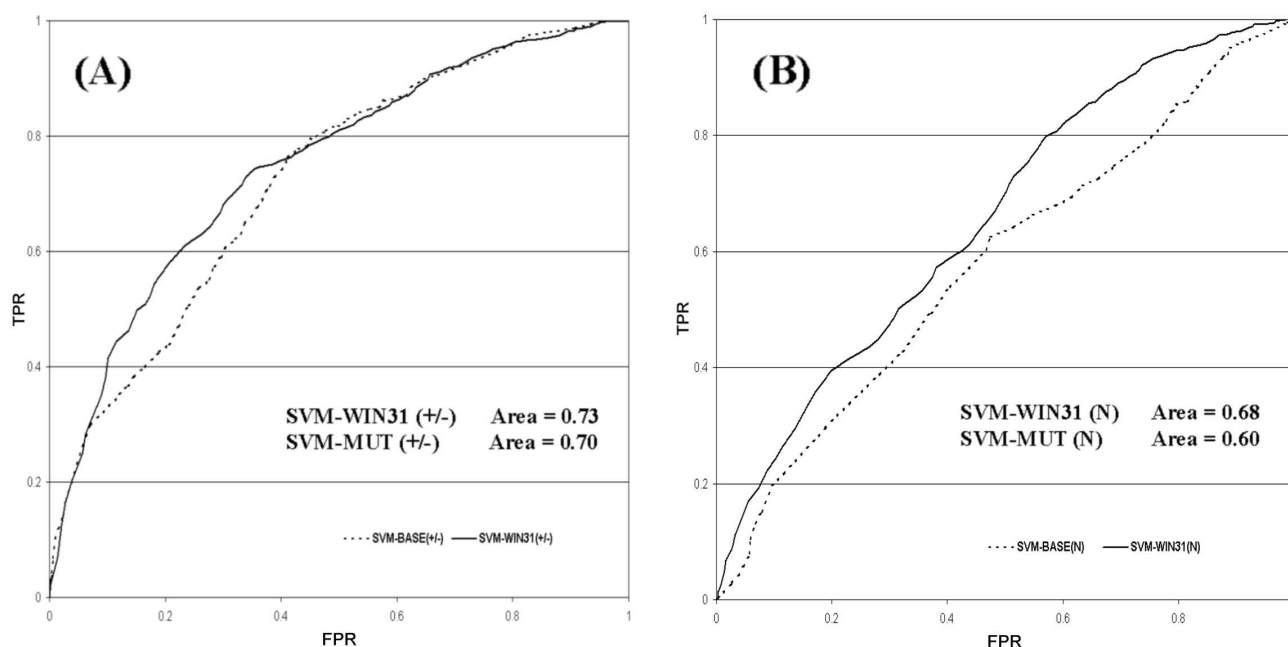 (A)
1
0.8
0.6
0.4
0.2
0
TPR
SVM-WIN31 (+/-) Area = 0.73
SVM-MUT (+/-) Area = 0.70
SVM-BASE(+/-) SVM-WIN31(+/-)
0 0.2 0.4 0.6 0.8 1
FPR
(B)
1
0.8
0.6
0.4
0.2
0
TPR
SVM-WIN31 (N) Area = 0.68
SVM-MUT (N) Area = 0.60
SVM-BASE(N) SVM-WIN31(N)
0 0.2 0.4 0.6 0.8
FPR